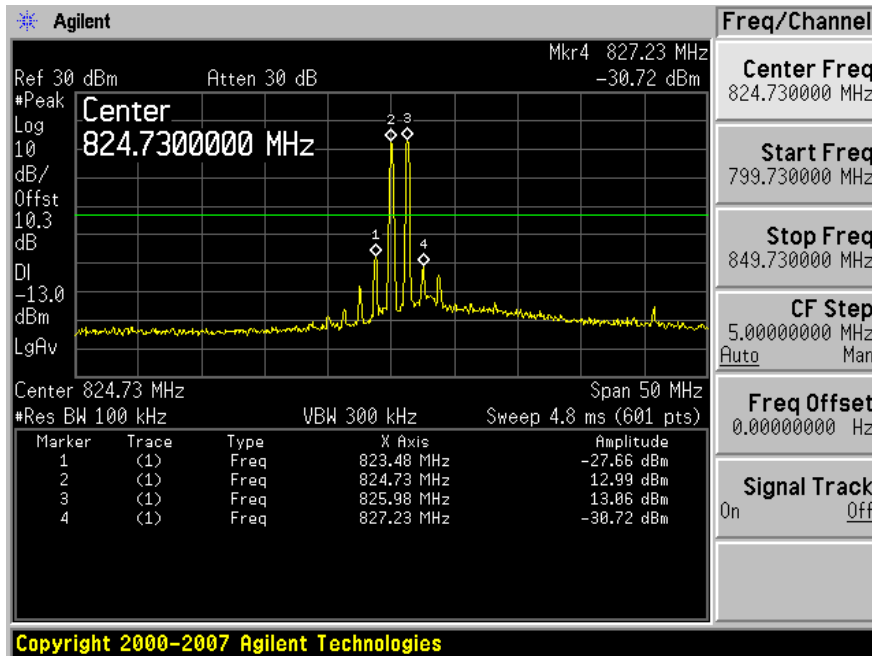 Agilent
Freq/Channel
Mkr4 827.23 MHz
Ref 30 dBm Atten 30 dB -30.72 dBm
#Peak
Log
10
dB/
Offst
10.3
dB
DI
-13.0
dBm
LgAv
Center
824.7300000 MHz
1
2
3
4
Center 824.73 MHz Span 50 MHz
#Res BW 100 kHz VBW 300 kHz Sweep 4.8 ms (601 pts)
Marker Trace Type X Axis Amplitude
1 (1) Freq 823.48 MHz -27.66 dBm
2 (1) Freq 824.73 MHz 12.99 dBm
3 (1) Freq 825.98 MHz 13.06 dBm
4 (1) Freq 827.23 MHz -30.72 dBm
Center Freq
824.730000 MHz
Start Freq
799.730000 MHz
Stop Freq
849.730000 MHz
CF Step
5.00000000 MHz
Auto Man
Freq Offset
0.00000000 Hz
Signal Track
On Off
Copyright 2000-2007 Agilent Technologies